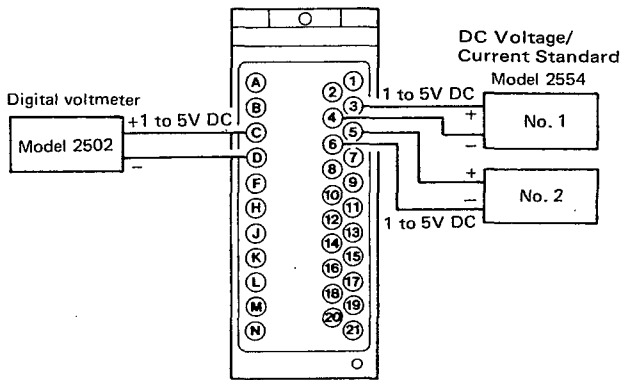 DC Voltage/
Current Standard
Model 2554
Digital voltmeter
Model 2502
+1 to 5V DC
−
A
B
C
D
F
H
J
K
L
M
N
1
2
3
4
5
6
7
8
9
10
11
12
13
14
15
16
17
18
19
20
21
1 to 5V DC
+
−
No. 1
+
−
No. 2
1 to 5V DC